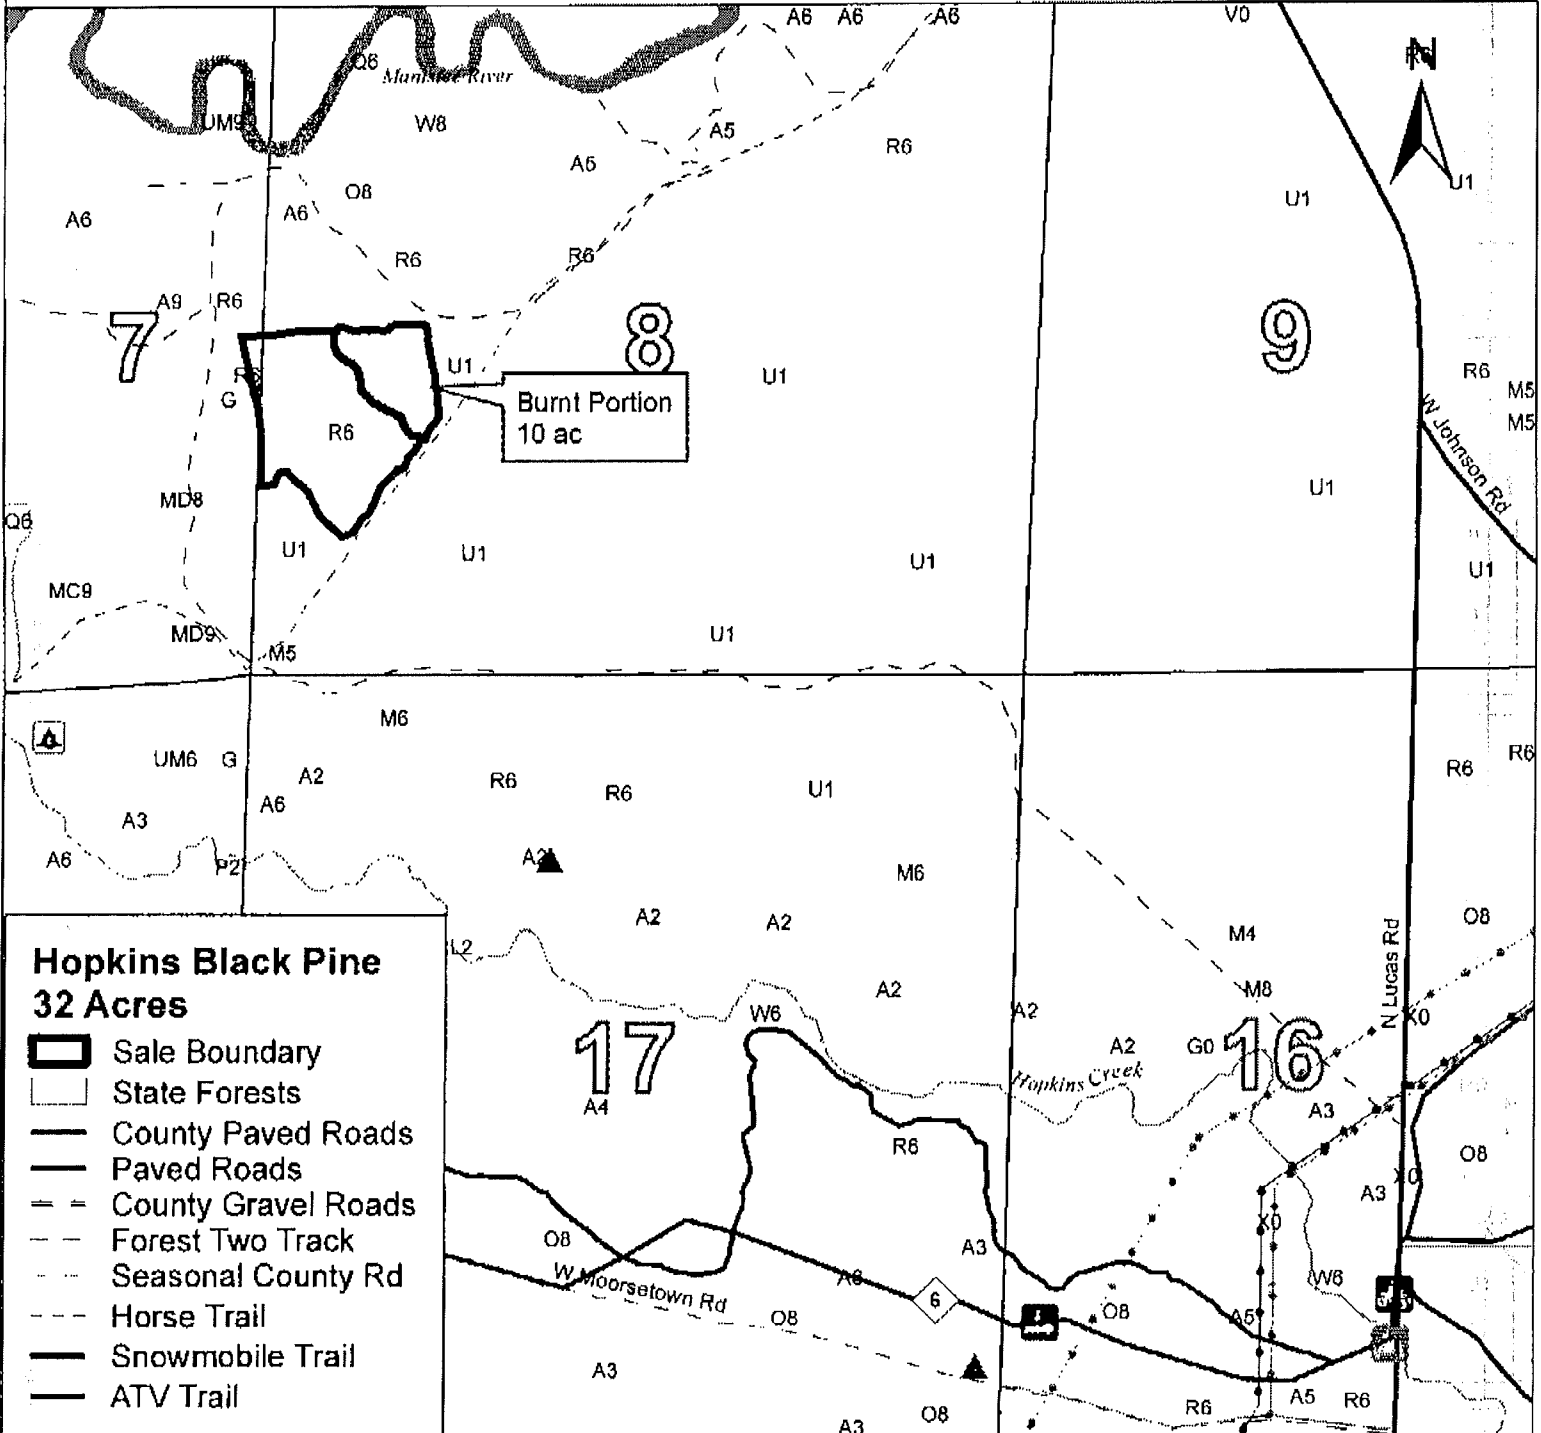 A6 A6 A6 V0
N
Q6
Manistee River
UM9 W8 A5
R6
A6
O8 U1 U1
A6 A6
R6 R6
A9 R6
7 8 9
U1 U1 R6
R6
G M5
Burnt Portion
10 ac
M5
R6
W Johnson Rd
U1
MD8
Q6
U1 U1 U1
U1
MC9
MD9 U1
M5
M6
UM6 G R6 R6
A2 R6 R6 U1
A6
A3
A6 A2
P2 M6
A2 A2 O8
N Lucas Rd
L2 M4
A2 M8
W6 A2 X0
17 16
A2 G0
Hopkins Creek
A4 A3
R6 O8
A3 X0
X0
O8 A3
W Moorsetown Rd
A6 W6
6
O8 O8 A5
A3
R6 A5 R6
O8
A3
Hopkins Black Pine
32 Acres
Sale Boundary
State Forests
County Paved Roads
Paved Roads
County Gravel Roads
Forest Two Track
Seasonal County Rd
Horse Trail
Snowmobile Trail
ATV Trail